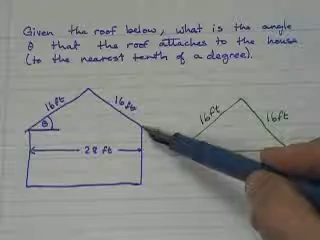 Given the roof below, what is the angle
θ that the roof attaches to the house
(to the nearest tenth of a degree).
16ft 16ft 16ft 16ft
θ
28 ft